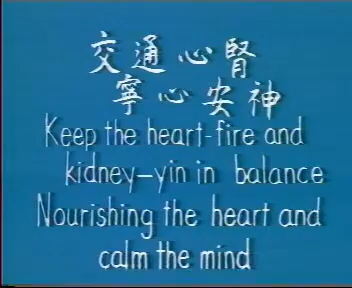 交通心腎
寧心安神
Keep the heart-fire and
kidney-yin in balance
Nourishing the heart and
calm the mind